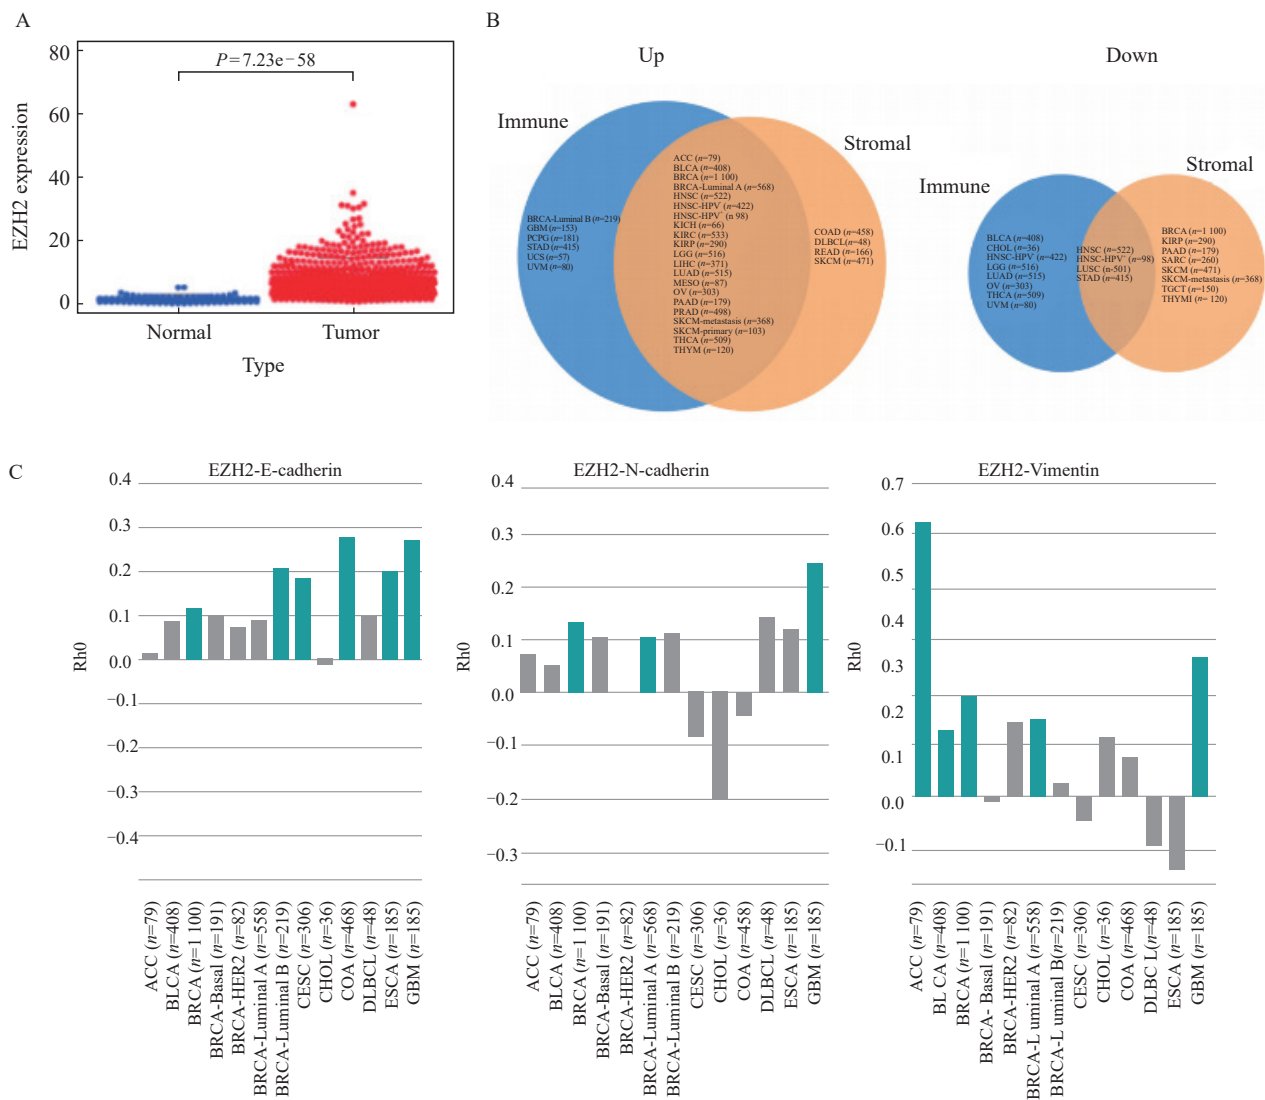 A
EZH2 expression
80
60
40
20
0
P=7.23e−58
Normal
Tumor
Type
B
Up
Immune
Stromal
BRCA-Luminal B (n=219)
GBM (n=153)
PCPG (n=181)
STAD (n=415)
UCS (n=57)
UVM (n=80)
ACC (n=79)
BLCA (n=408)
BRCA (n=1 100)
BRCA-Luminal A (n=568)
HNSC (n=522)
HNSC-HPV- (n=422)
HNSC-HPV+ (n 98)
KICH (n=66)
KIRC (n=533)
KIRP (n=290)
LGG (n=516)
LIHC (n=371)
LUAD (n=515)
MESO (n=87)
OV (n=303)
PAAD (n=179)
PRAD (n=498)
SKCM-metastasis (n=368)
SKCM-primary (n=103)
THCA (n=509)
THYM (n=120)
COAD (n=458)
DLBCL(n=48)
READ (n=166)
SKCM (n=471)
Down
Immune
Stromal
BLCA (n=408)
CHOL (n=36)
HNSC-HPV- (n=422)
LGG (n=516)
LUAD (n=515)
OV (n=303)
THCA (n=509)
UVM (n=80)
HNSC (n=522)
HNSC-HPV+ (n=98)
LUSC (n-501)
STAD (n=415)
BRCA (n=1 100)
KIRP (n=290)
PAAD (n=179)
SARC (n=260)
SKCM (n=471)
SKCM-metastasis (n=368)
TGCT (n=150)
THYMI (n= 120)
C
EZH2-E-cadherin
Rh0
0.4
0.3
0.2
0.1
0.0
−0.1
−0.2
−0.3
−0.4
ACC (n=79)
BLCA (n=408)
BRCA (n=1 100)
BRCA-Basal (n=191)
BRCA-HER2 (n=82)
BRCA-Luminal A (n=558)
BRCA-Luminal B (n=219)
CESC (n=306)
CHOL (n=36)
COA (n=468)
DLBCL (n=48)
ESCA (n=185)
GBM (n=185)
EZH2-N-cadherin
Rh0
0.4
0.3
0.2
0.1
0.0
−0.1
−0.2
−0.3
ACC (n=79)
BLCA (n=408)
BRCA (n=1 100)
BRCA-Basal (n=191)
BRCA-HER2 (n=82)
BRCA-Luminal A (n=568)
BRCA-Luminal B (n=219)
CESC (n=306)
CHOL (n=36)
COA (n=458)
DLBCL (n=48)
ESCA (n=185)
GBM (n=185)
EZH2-Vimentin
Rh0
0.7
0.6
0.5
0.4
0.3
0.2
0.1
0.0
−0.1
ACC (n=79)
BL CA (n=408)
BRCA (n=1 100)
BRCA- Basal (n=191)
BRCA-HER2 (n=82)
BRCA-L uminal A (n=558)
BRCA-L uminal B(n=219)
CESC (n=306)
CHOL (n=36)
COA (n=468)
DLBC L(n=48)
ESCA (n=185)
GBM (n=185)